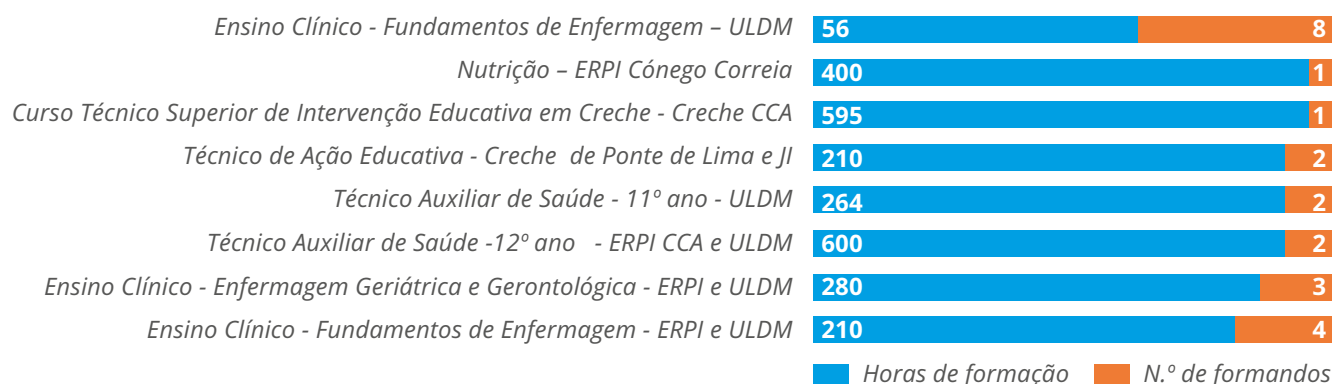 Ensino Clínico - Fundamentos de Enfermagem – ULDM 56 8
Nutrição – ERPI Cónego Correia 400 1
Curso Técnico Superior de Intervenção Educativa em Creche - Creche CCA 595 1
Técnico de Ação Educativa - Creche de Ponte de Lima e JI 210 2
Técnico Auxiliar de Saúde - 11º ano - ULDM 264 2
Técnico Auxiliar de Saúde -12º ano - ERPI CCA e ULDM 600 2
Ensino Clínico - Enfermagem Geriátrica e Gerontológica - ERPI e ULDM 280 3
Ensino Clínico - Fundamentos de Enfermagem - ERPI e ULDM 210 4
Horas de formação N.º de formandos